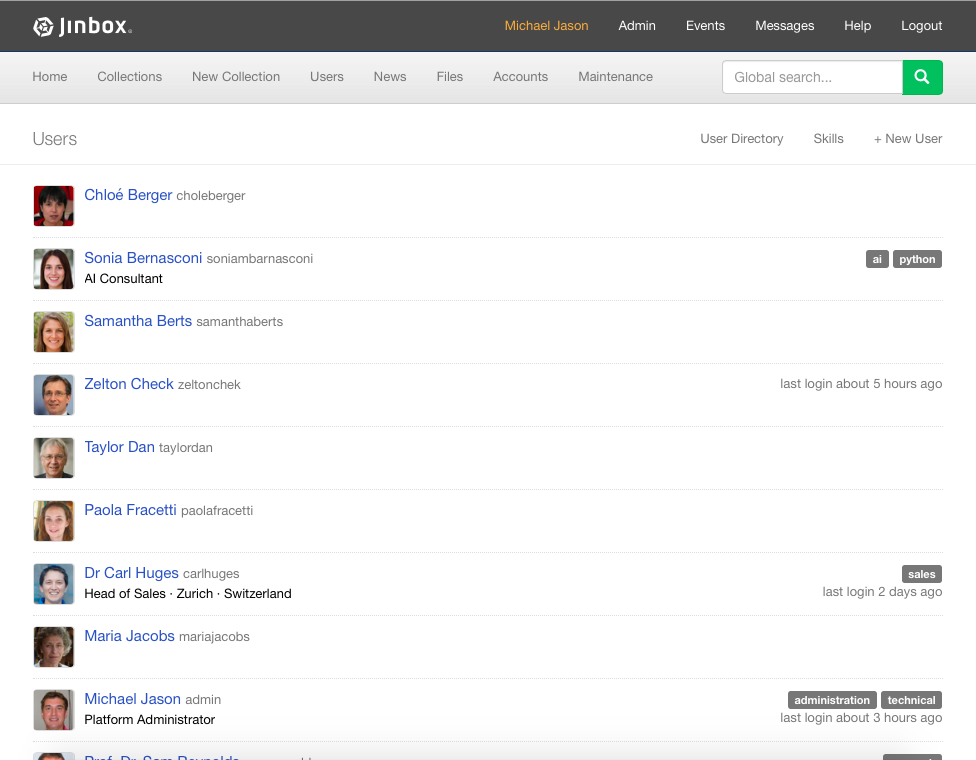 Jinbox.
Michael Jason Admin Events Messages Help Logout
Home Collections New Collection Users News Files Accounts Maintenance Global search...
Users User Directory Skills + New User
Chloé Berger choleberger
Sonia Bernasconi soniambarnasconi ai python
AI Consultant
Samantha Berts samanthaberts
Zelton Check zeltonchek last login about 5 hours ago
Taylor Dan taylordan
Paola Fracetti paolafracetti
Dr Carl Huges carlhuges sales
Head of Sales · Zurich · Switzerland last login 2 days ago
Maria Jacobs mariajacobs
Michael Jason admin administration technical
Platform Administrator last login about 3 hours ago
Prof. Dr. Sam Reynolds